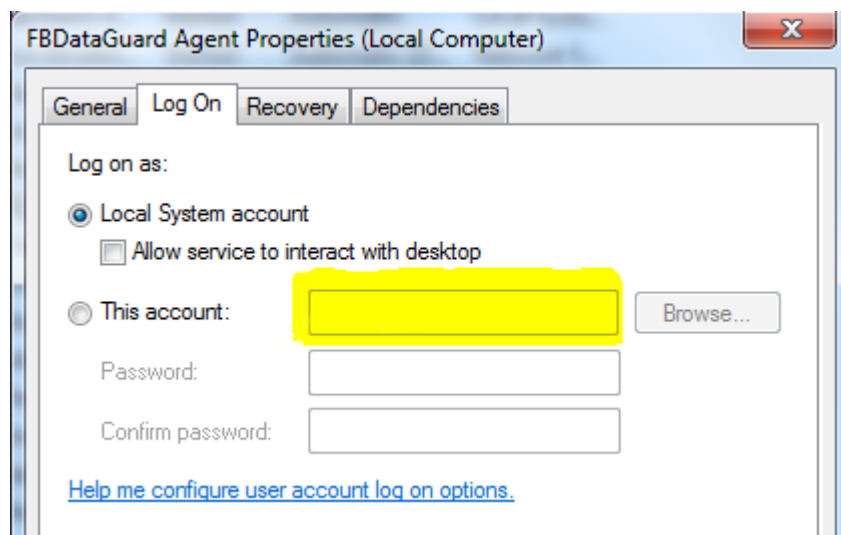 FBDataGuard Agent Properties (Local Computer)
General Log On Recovery Dependencies
Log on as:
Local System account
Allow service to interact with desktop
This account: Browse...
Password:
Confirm password:
Help me configure user account log on options.